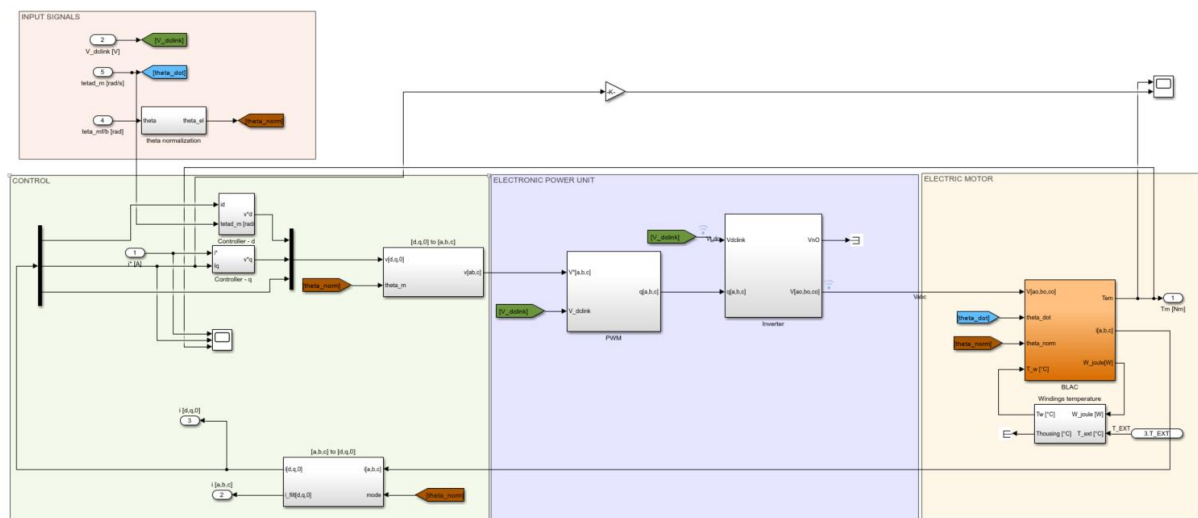 INPUT SIGNALS
2
[V_dclink]
V_dclink [V]
5
[theta_dot]
tetad_m [rad/s]
4
theta
theta_el
[theta_norm]
teta_mf/b [rad]
theta normalization
-K-
CONTROL
id
v*d
tetad_m [rad]
Controller - d
1
i* [A]
i*
v*q
Iq
Controller - q
[d,q,0] to [a,b,c]
v[d,q,0]
v[ab,c]
theta_m
[theta_norm]
i [d,q,0]
3
i [a,b,c]
2
[a,b,c] to [d,q,0]
i[d,q,0]
i[a,b,c]
i_filt[d,q,0]
mode
[theta_norm]
ELECTRONIC POWER UNIT
[V_dclink]
Vdclink
VnO
q[a,b,c]
V[ao,bo,co]
Inverter
V*[a,b,c]
q[a,b,c]
V_dclink
PWM
[V_dclink]
ELECTRIC MOTOR
Vabc
V[ao,bo,co]
Tem
1
Tm [Nm]
[theta_dot]
theta_dot
i[a,b,c]
[theta_norm]
theta_norm
W_joule[W]
T_w [°C]
BLAC
Windings temperature
Tw [°C]
W_joule [W]
Thousing [°C]
T_ext [°C]
T_EXT
3.T_EXT